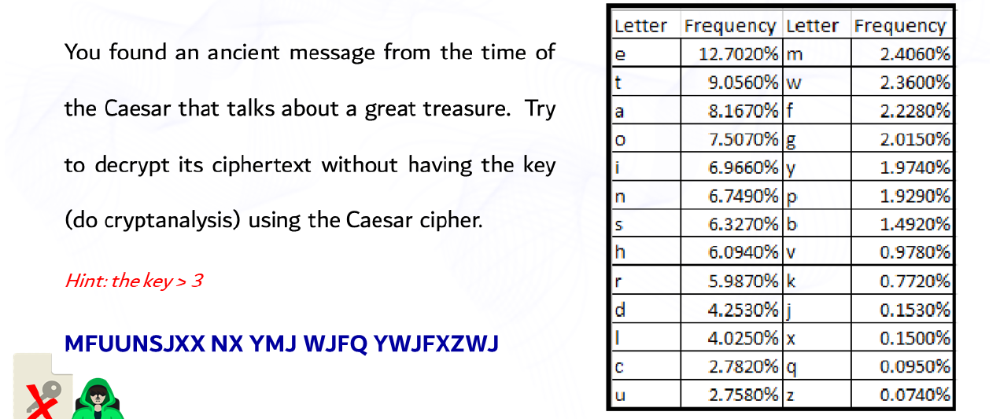 You found an ancient message from the time of
the Caesar that talks about a great treasure. Try
to decrypt its ciphertext without having the key
(do cryptanalysis) using the Caesar cipher.
Hint: the key > 3
MFUUNSJXX NX YMJ WJFQ YWJFXZWJ
Letter Frequency Letter Frequency
e 12.7020% m 2.4060%
t 9.0560% w 2.3600%
a 8.1670% f 2.2280%
o 7.5070% g 2.0150%
i 6.9660% y 1.9740%
n 6.7490% p 1.9290%
s 6.3270% b 1.4920%
h 6.0940% v 0.9780%
r 5.9870% k 0.7720%
d 4.2530% j 0.1530%
l 4.0250% x 0.1500%
c 2.7820% q 0.0950%
u 2.7580% z 0.0740%